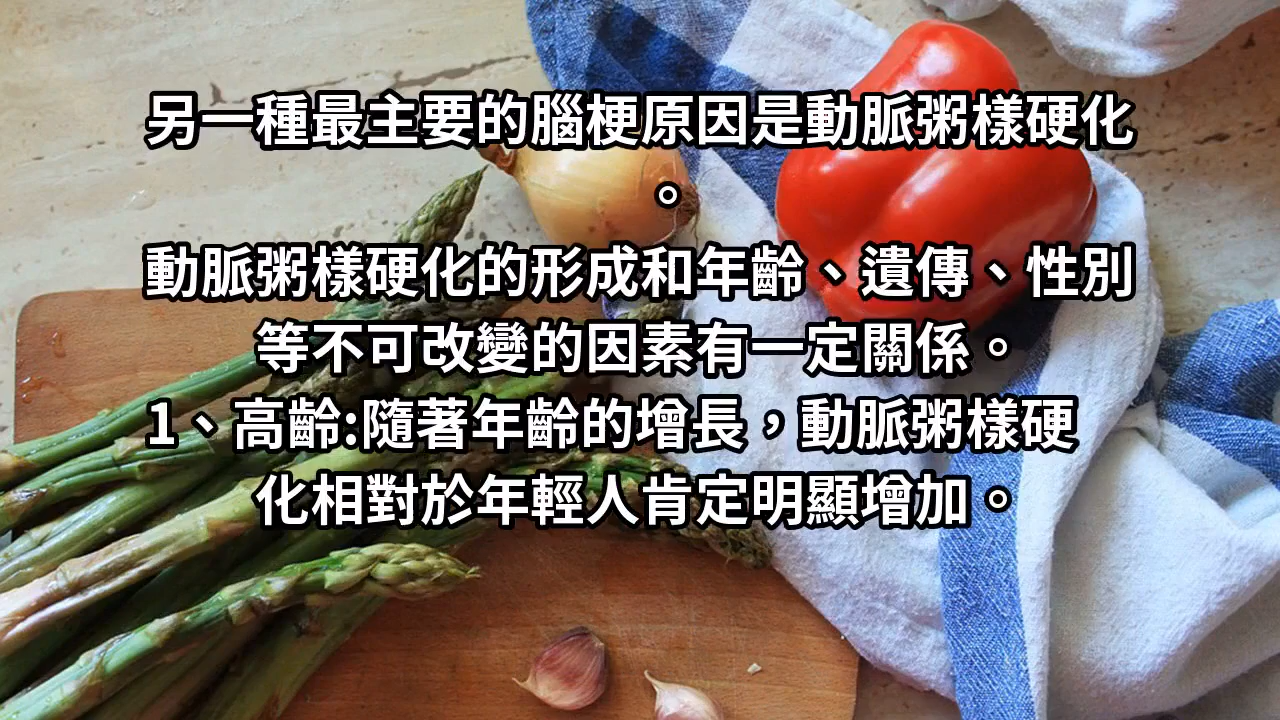 另一種最主要的腦梗原因是動脈粥樣硬化
。
動脈粥樣硬化的形成和年齡、遺傳、性別
等不可改變的因素有一定關係。
1、高齡:隨著年齡的增長，動脈粥樣硬
化相對於年輕人肯定明顯增加。